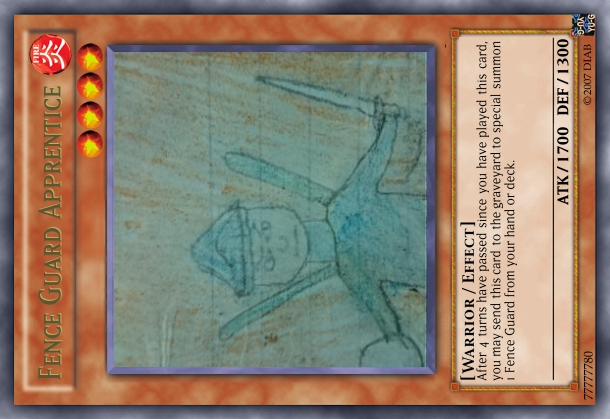 FENCE GUARD APPRENTICE
FIRE
炎
[WARRIOR / EFFECT]
After 4 turns have passed since you have played this card,
you may send this card to the graveyard to special summon
1 Fence Guard from your hand or deck.
ATK / 1700 DEF / 1300
77777780
© 2007 DIAB